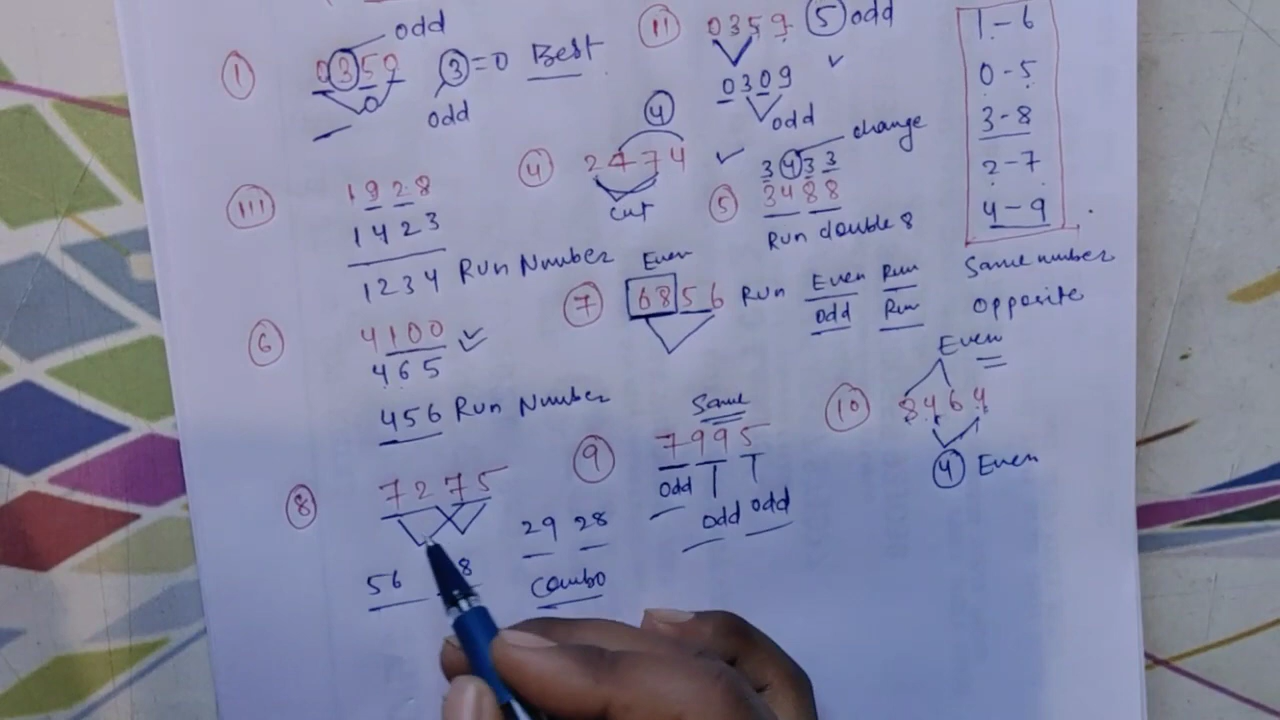 odd
① 0359 ③=0 Best
0
odd
11 0359 ⑤ odd
0309
odd
1-6
0-5
3-8
2-7
4-9
Same number
opposite
111 1928
1423
1234 Run Number
④
④ 2474
cut
change
3433
⑤ 3488
Run double 8
⑥ 4100
465
456 Run Number
Even
⑦ 6856 Run Even Run
odd Run
⑧ 7275
56 8 29 28
Combo
Same
⑨ 7995
odd
odd odd
Even
⑩ 8464
④ Even